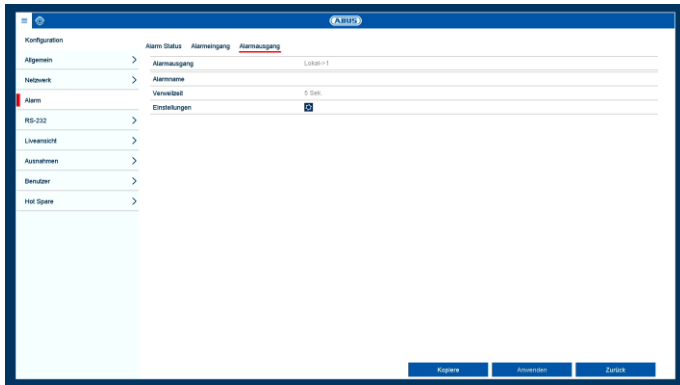 ABUS
Konfiguration
Alarm Status Alarmeingang Alarmausgang
Allgemein
Netzwerk
Alarm
RS-232
Liveansicht
Ausnahmen
Benutzer
Hot Spare
Alarmausgang Lokal->1
Alarmname
Verweilzeit 5 Sek.
Einstellungen
Kopiere Anwenden Zurück